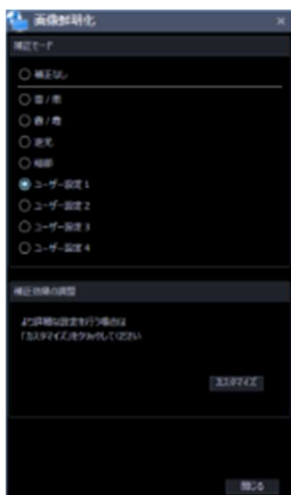 画像鮮明化
補正モード
補正なし
雪 / 雨
霧 / 靄
逆光
暗部
ユーザー設定 1
ユーザー設定 2
ユーザー設定 3
ユーザー設定 4
補正効果の調整
より詳細な設定を行う場合は
「カスタマイズ」をクリックしてください
カスタマイズ
閉じる